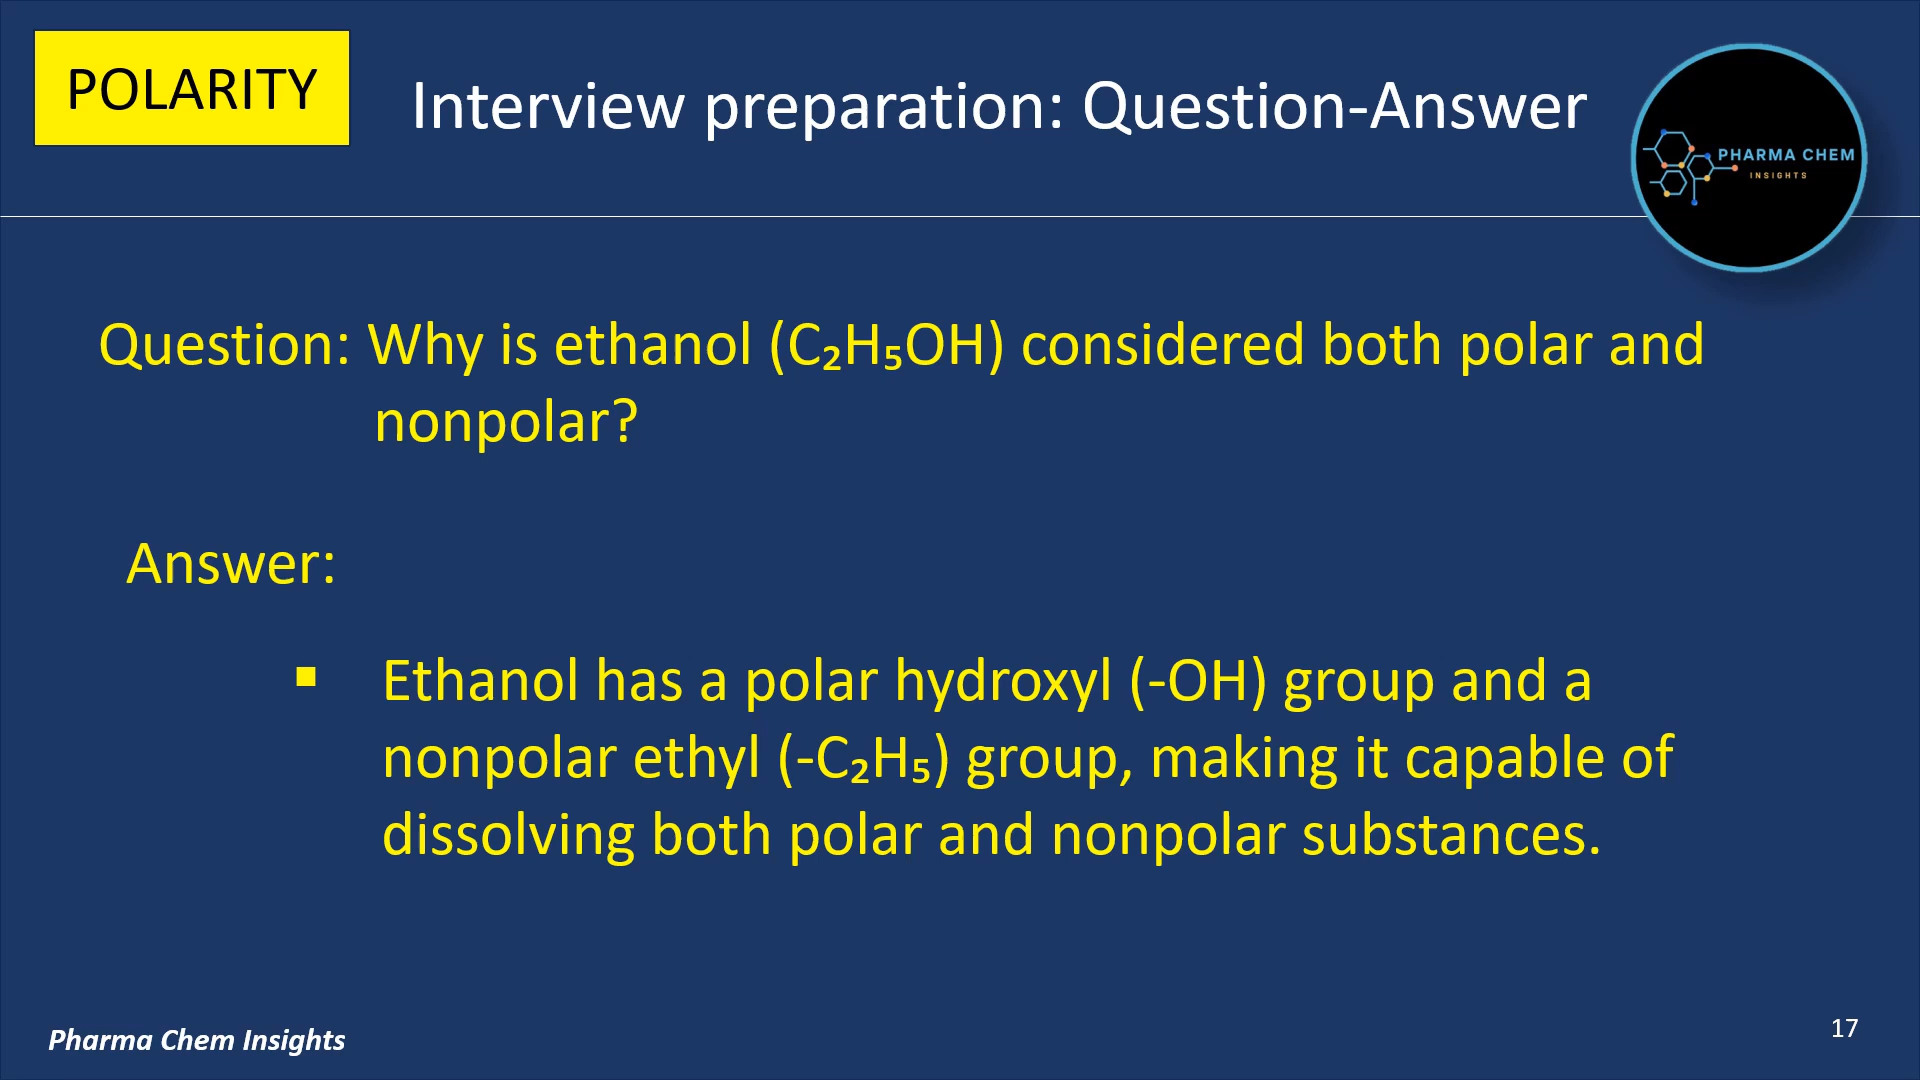 POLARITY
Interview preparation: Question-Answer
PHARMA CHEM
INSIGHTS
Question: Why is ethanol (C₂H₅OH) considered both polar and
nonpolar?
Answer:
▪ Ethanol has a polar hydroxyl (-OH) group and a
nonpolar ethyl (-C₂H₅) group, making it capable of
dissolving both polar and nonpolar substances.
Pharma Chem Insights
17